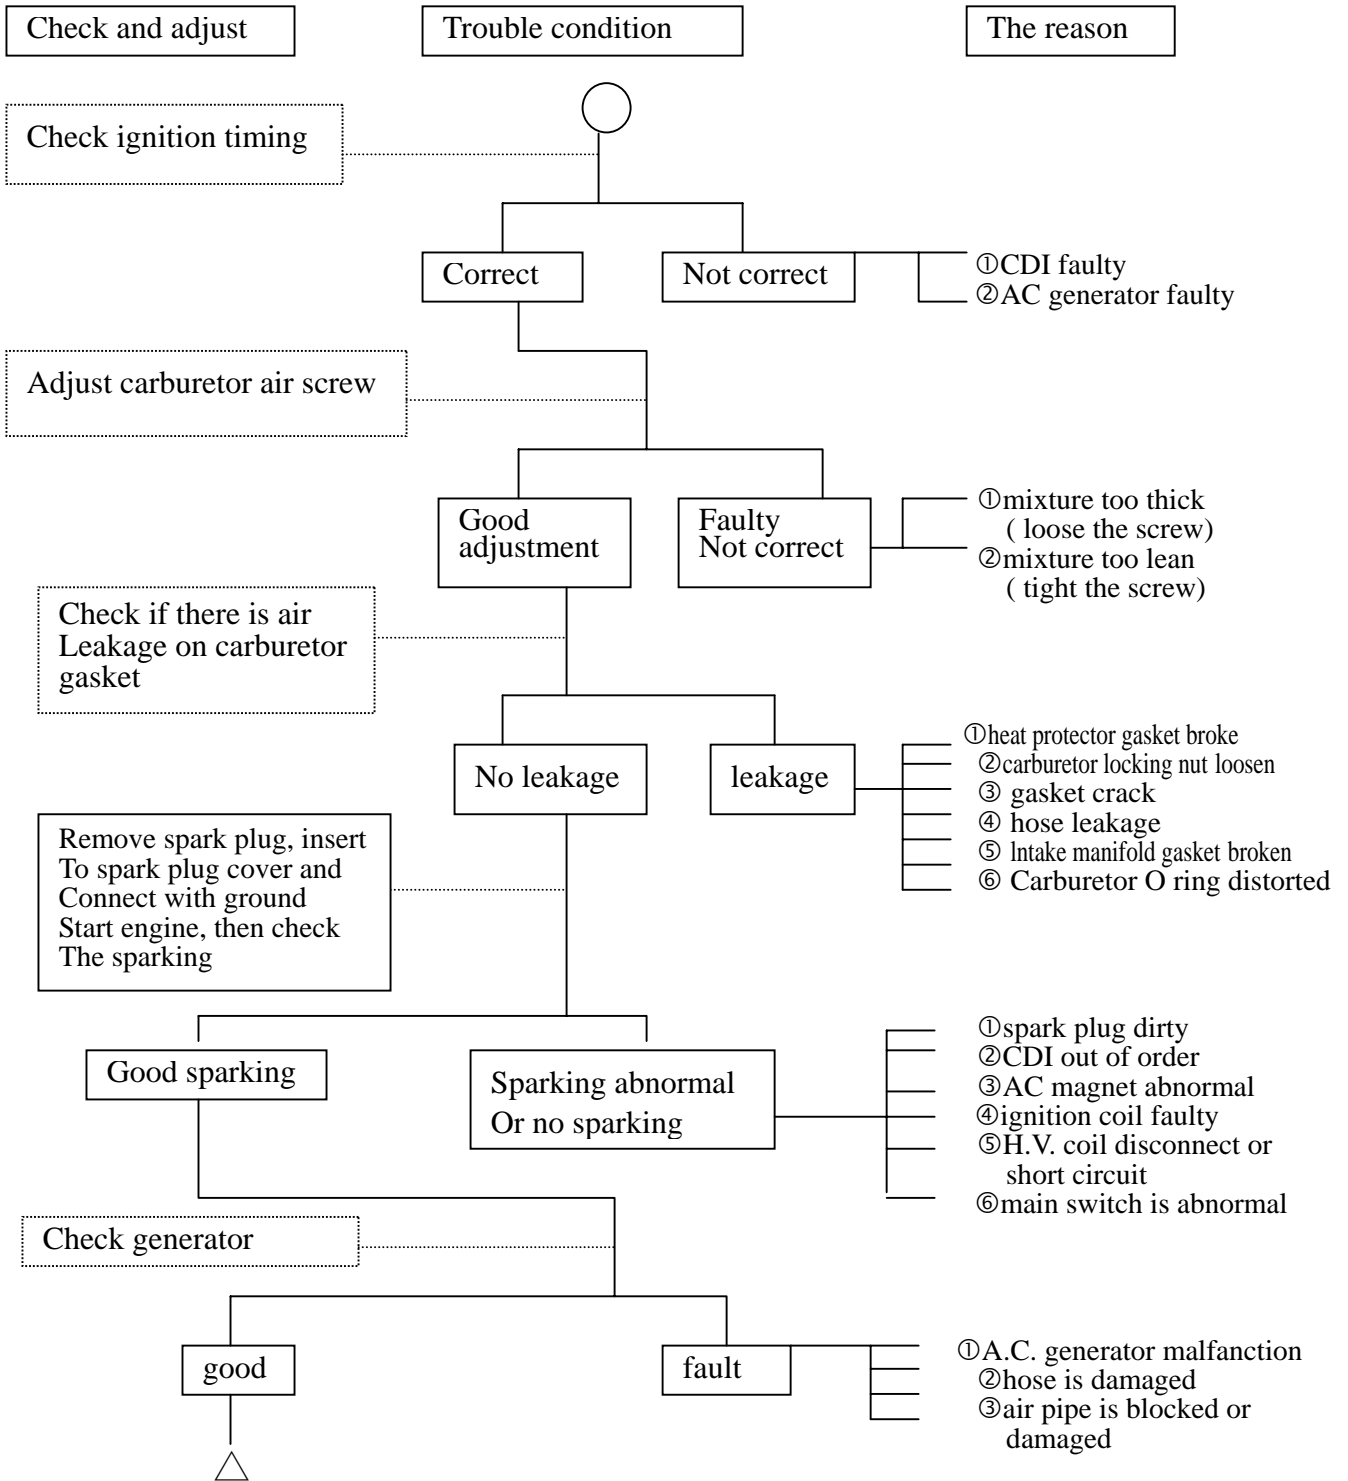 Check and adjust
Trouble condition
The reason
Check ignition timing
Correct
Not correct
①CDI faulty
②AC generator faulty
Adjust carburetor air screw
Good
adjustment
Faulty
Not correct
①mixture too thick
( loose the screw)
②mixture too lean
( tight the screw)
Check if there is air
Leakage on carburetor
gasket
No leakage
leakage
①heat protector gasket broke
②carburetor locking nut loosen
③ gasket crack
④ hose leakage
⑤ Intake manifold gasket broken
⑥ Carburetor O ring distorted
Remove spark plug, insert
To spark plug cover and
Connect with ground
Start engine, then check
The sparking
Good sparking
Sparking abnormal
Or no sparking
①spark plug dirty
②CDI out of order
③AC magnet abnormal
④ignition coil faulty
⑤H.V. coil disconnect or
short circuit
⑥main switch is abnormal
Check generator
good
fault
①A.C. generator malfanction
②hose is damaged
③air pipe is blocked or
damaged